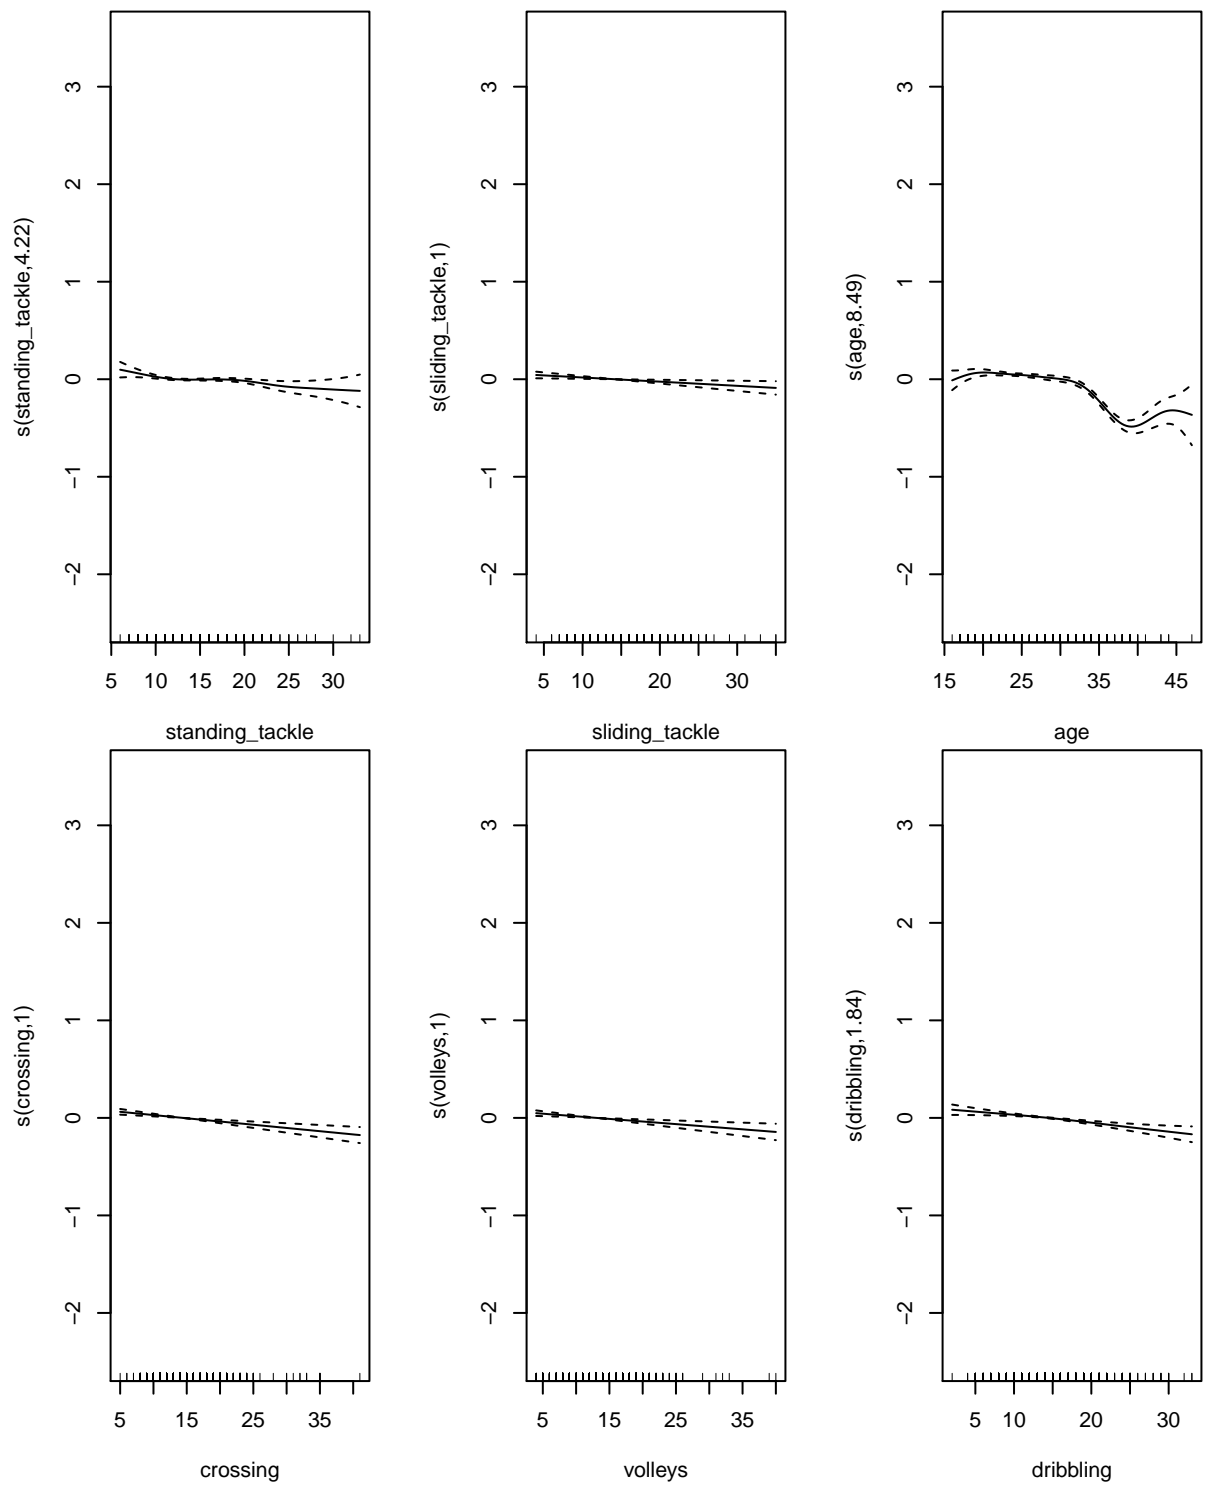 3
2
1
0
−1
−2
s(standing_tackle,4.22)
5 10 15 20 25 30
standing_tackle
3
2
1
0
−1
−2
s(sliding_tackle,1)
5 10 20 30
sliding_tackle
3
2
1
0
−1
−2
s(age,8.49)
15 25 35 45
age
3
2
1
0
−1
−2
s(crossing,1)
5 15 25 35
crossing
3
2
1
0
−1
−2
s(volleys,1)
5 15 25 35
volleys
3
2
1
0
−1
−2
s(dribbling,1.84)
5 10 20 30
dribbling